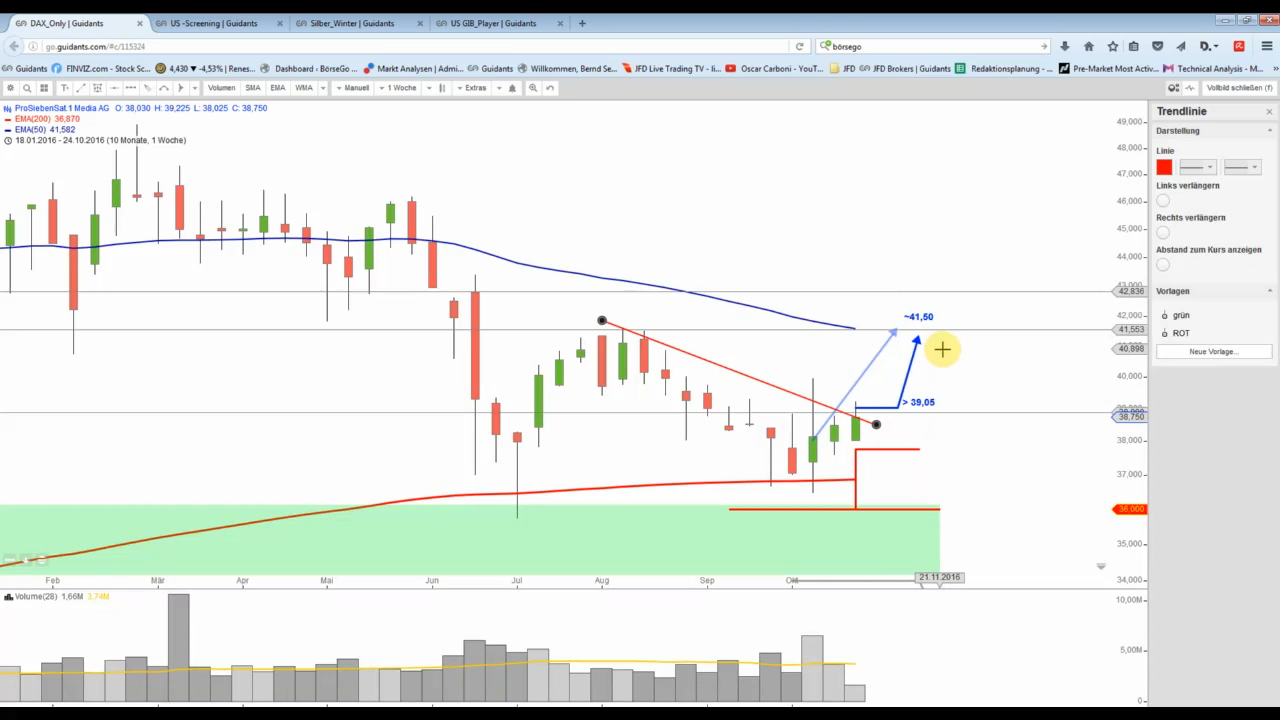 DAX_Only | Guidants
US -Screening | Guidants
Silber_Winter | Guidants
US GIB_Player | Guidants
go.guidants.com/#c/115324
börsego
Guidants
FINVIZ.com - Stock Sc...
4,430 ▾ -4,53% | Renes...
Dashboard ‹ BörseGo ...
Markt Analysen | Admi...
Guidants
Willkommen, Bernd Se...
JFD Live Trading TV - li...
Oscar Carboni - YouT...
JFD
JFD Brokers | Guidants
Redaktionsplanung - ...
Pre-Market Most Activ...
Technical Analysis - M...
Volumen
SMA
EMA
WMA
Manuell
1 Woche
Extras
Vollbild schließen (f)
ProSiebenSat.1 Media AG O: 38,030 H: 39,225 L: 38,025 C: 38,750
EMA(200) 36,870
EMA(50) 41,582
18.01.2016 - 24.10.2016 (10 Monate, 1 Woche)
49,000
48,000
47,000
46,000
45,000
44,000
43,000
42,836
42,000
41,553
40,898
40,000
38,750
38,000
37,000
36,000
35,000
34,000
~41,50
> 39,05
Feb
Mär
Apr
Mai
Jun
Jul
Aug
Sep
Okt
21.11.2016
Volume(28) 1,66M 3,74M
10,00M
5,00M
0
Trendlinie
Darstellung
Linie
Links verlängern
Rechts verlängern
Abstand zum Kurs anzeigen
Vorlagen
grün
ROT
Neue Vorlage...